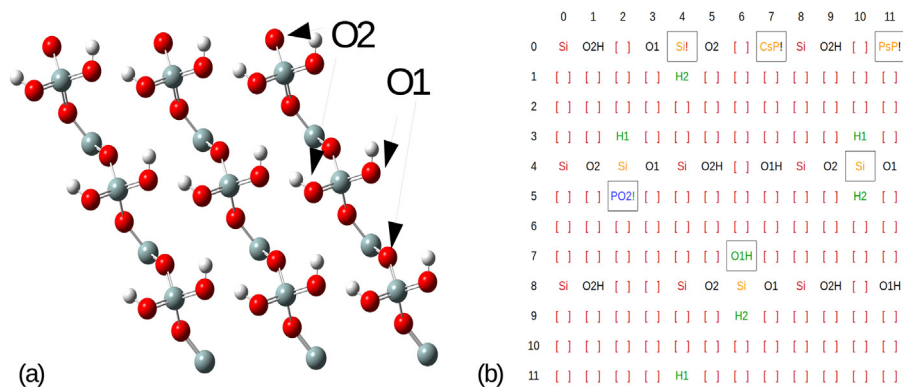 O2
O1
(a)
0 1 2 3 4 5 6 7 8 9 10 11
0 Si O2H [ ] O1 Si! O2 [ ] CsP! Si O2H [ ] PsP!
1 [ ] [ ] [ ] [ ] H2 [ ] [ ] [ ] [ ] [ ] [ ] [ ]
2 [ ] [ ] [ ] [ ] [ ] [ ] [ ] [ ] [ ] [ ] [ ] [ ]
3 [ ] [ ] H1 [ ] [ ] [ ] [ ] [ ] [ ] [ ] H1 [ ]
4 Si O2 Si O1 Si O2H [ ] O1H Si O2 Si O1
5 [ ] [ ] PO2! [ ] [ ] [ ] [ ] [ ] [ ] [ ] H2 [ ]
6 [ ] [ ] [ ] [ ] [ ] [ ] [ ] [ ] [ ] [ ] [ ] [ ]
7 [ ] [ ] [ ] [ ] [ ] [ ] O1H [ ] [ ] [ ] [ ] [ ]
8 Si O2H [ ] [ ] Si O2 Si O1 Si O2H [ ] O1H
9 [ ] [ ] [ ] [ ] [ ] [ ] H2 [ ] [ ] [ ] [ ] [ ]
10 [ ] [ ] [ ] [ ] [ ] [ ] [ ] [ ] [ ] [ ] [ ] [ ]
11 [ ] [ ] [ ] [ ] H1 [ ] [ ] [ ] [ ] [ ] [ ] [ ]
(b)